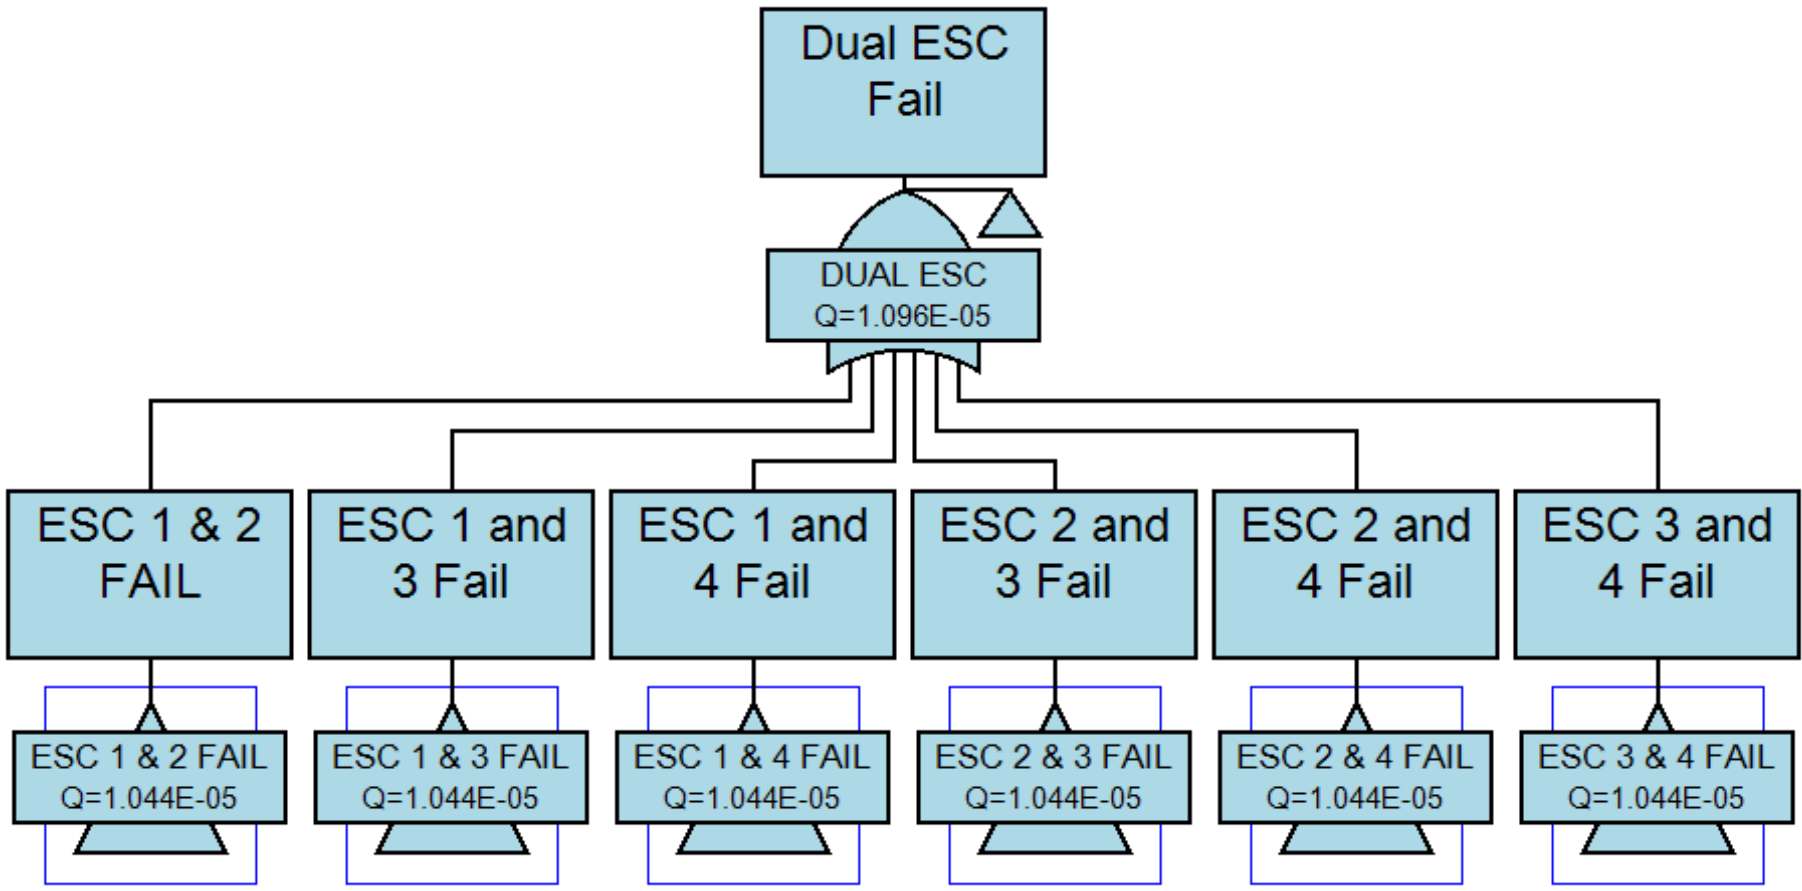 Dual ESC
Fail
DUAL ESC
Q=1.096E-05
ESC 1 & 2
FAIL
ESC 1 and
3 Fail
ESC 1 and
4 Fail
ESC 2 and
3 Fail
ESC 2 and
4 Fail
ESC 3 and
4 Fail
ESC 1 & 2 FAIL
Q=1.044E-05
ESC 1 & 3 FAIL
Q=1.044E-05
ESC 1 & 4 FAIL
Q=1.044E-05
ESC 2 & 3 FAIL
Q=1.044E-05
ESC 2 & 4 FAIL
Q=1.044E-05
ESC 3 & 4 FAIL
Q=1.044E-05